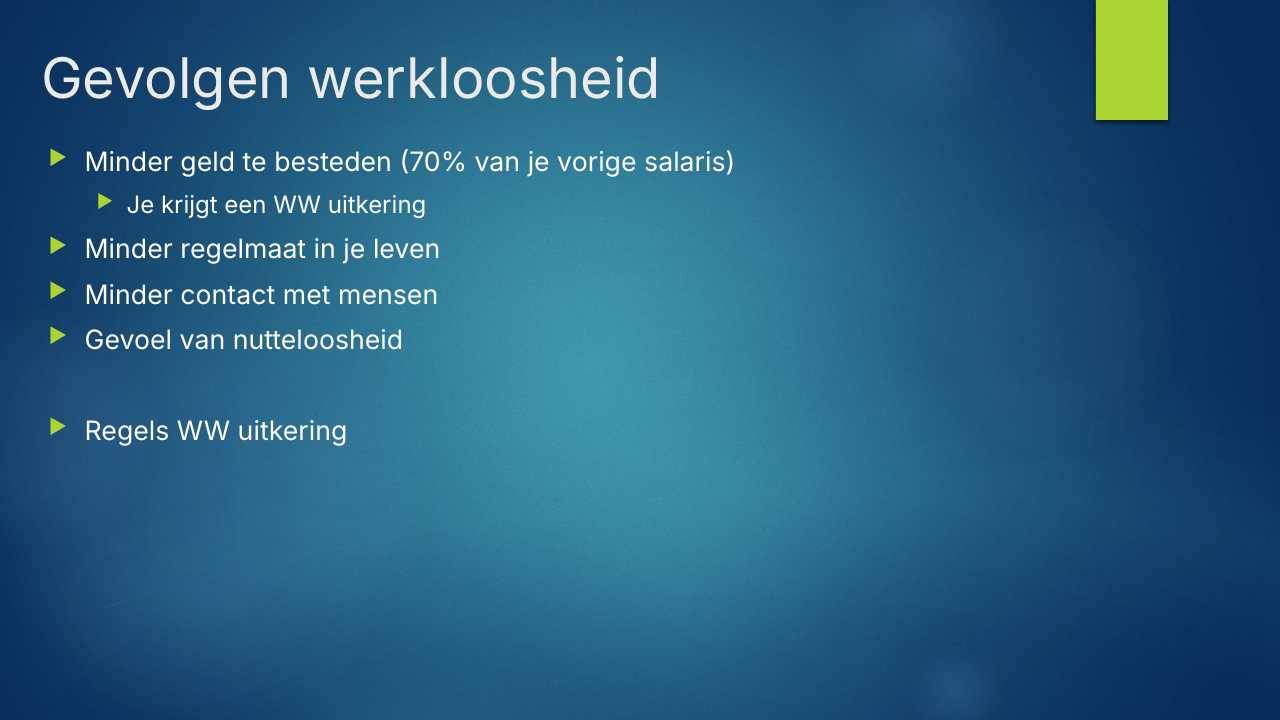 Gevolgen werkloosheid
Minder geld te besteden (70% van je vorige salaris)
Je krijgt een WW uitkering
Minder regelmaat in je leven
Minder contact met mensen
Gevoel van nutteloosheid
Regels WW uitkering